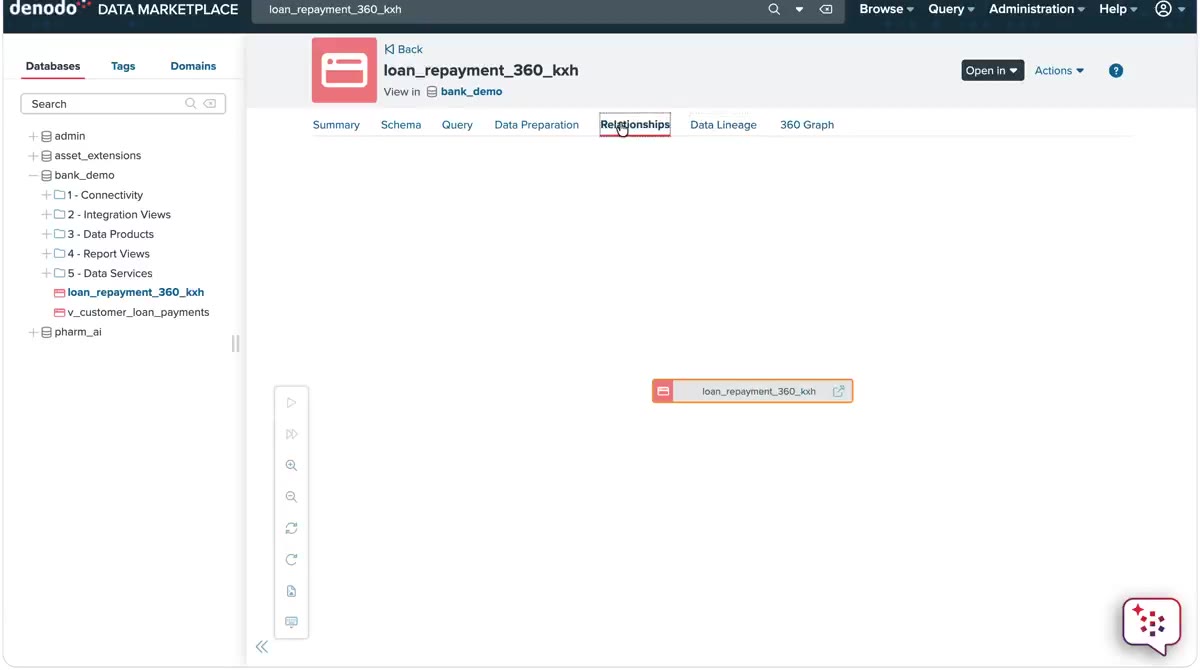 denodo DATA MARKETPLACE
loan_repayment_360_kxh
Browse Query Administration Help
Databases Tags Domains
Search
admin
asset_extensions
bank_demo
1 - Connectivity
2 - Integration Views
3 - Data Products
4 - Report Views
5 - Data Services
loan_repayment_360_kxh
v_customer_loan_payments
pharm_ai
Back
loan_repayment_360_kxh
View in bank_demo
Open in Actions ?
Summary Schema Query Data Preparation Relationships Data Lineage 360 Graph
loan_repayment_360_kxh